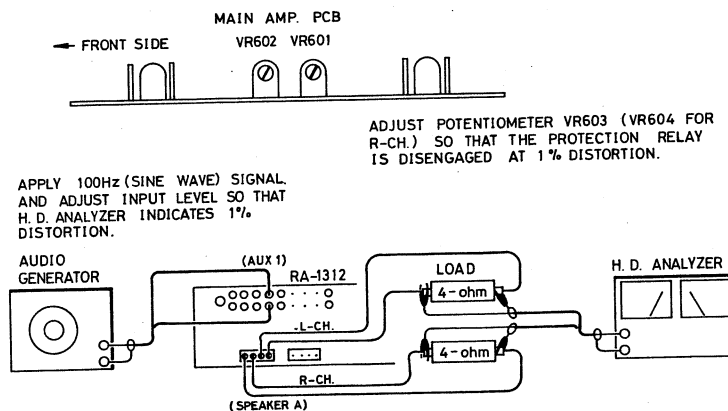 MAIN AMP. PCB
FRONT SIDE
VR602 VR601
ADJUST POTENTIOMETER VR603 (VR604 FOR
R-CH.) SO THAT THE PROTECTION RELAY
IS DISENGAGED AT 1% DISTORTION.
APPLY 100Hz (SINE WAVE) SIGNAL,
AND ADJUST INPUT LEVEL SO THAT
H. D. ANALYZER INDICATES 1%
DISTORTION.
AUDIO
GENERATOR
(AUX 1)
RA-1312
LOAD
H. D. ANALYZER
4-ohm
L-CH.
4-ohm
R-CH.
(SPEAKER A)